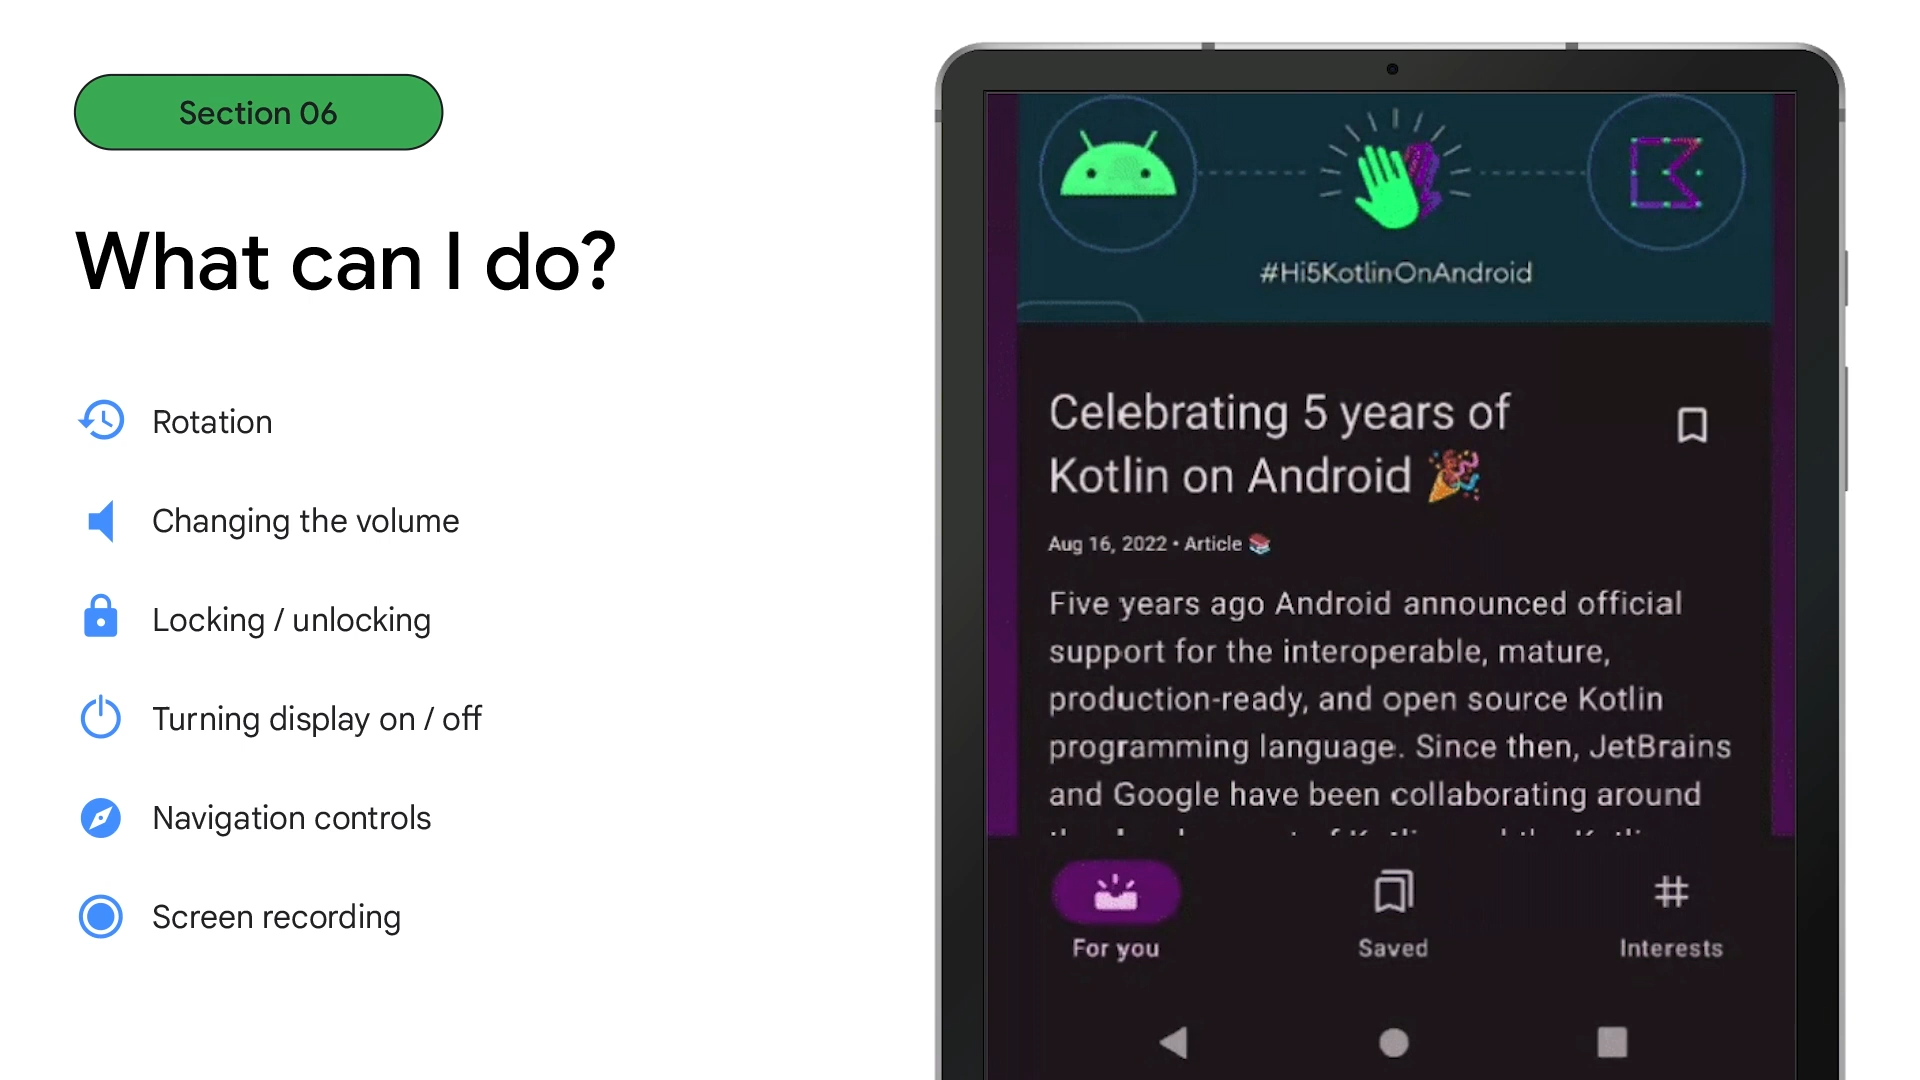 Section 06
What can I do?
Rotation
Changing the volume
Locking / unlocking
Turning display on / off
Navigation controls
Screen recording
#Hi5KotlinOnAndroid
Celebrating 5 years of
Kotlin on Android 🎉
Aug 16, 2022 • Article 📚
Five years ago Android announced official
support for the interoperable, mature,
production-ready, and open source Kotlin
programming language. Since then, JetBrains
and Google have been collaborating around
For you
Saved
Interests